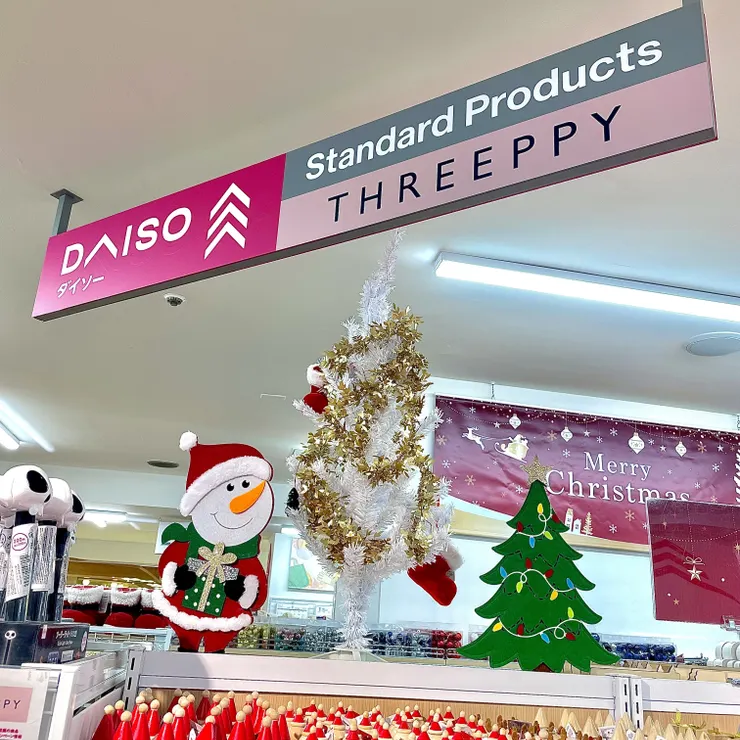 DAISO
ダイソー
Standard Products
THREEPPY
Merry
Christmas
PPY